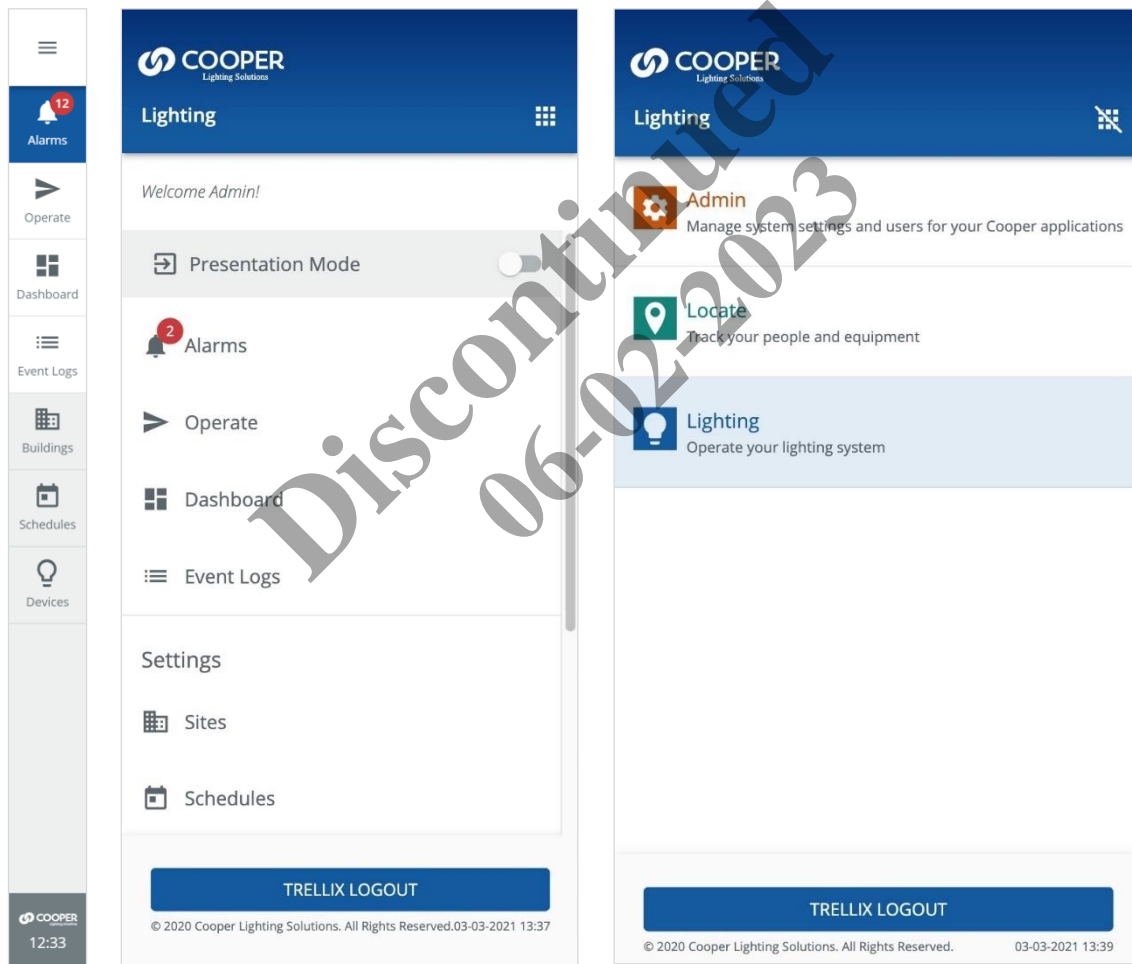 12
Alarms
Operate
Dashboard
Event Logs
Buildings
Schedules
Devices
COOPER
12:33
COOPER
Lighting Solutions
Lighting
Welcome Admin!
Presentation Mode
2
Alarms
Operate
Dashboard
Event Logs
Settings
Sites
Schedules
TRELLIX LOGOUT
© 2020 Cooper Lighting Solutions. All Rights Reserved.03-03-2021 13:37
COOPER
Lighting Solutions
Lighting
Admin
Manage system settings and users for your Cooper applications
Locate
Track your people and equipment
Lighting
Operate your lighting system
TRELLIX LOGOUT
© 2020 Cooper Lighting Solutions. All Rights Reserved. 03-03-2021 13:39
Discontinued
06-02-2023